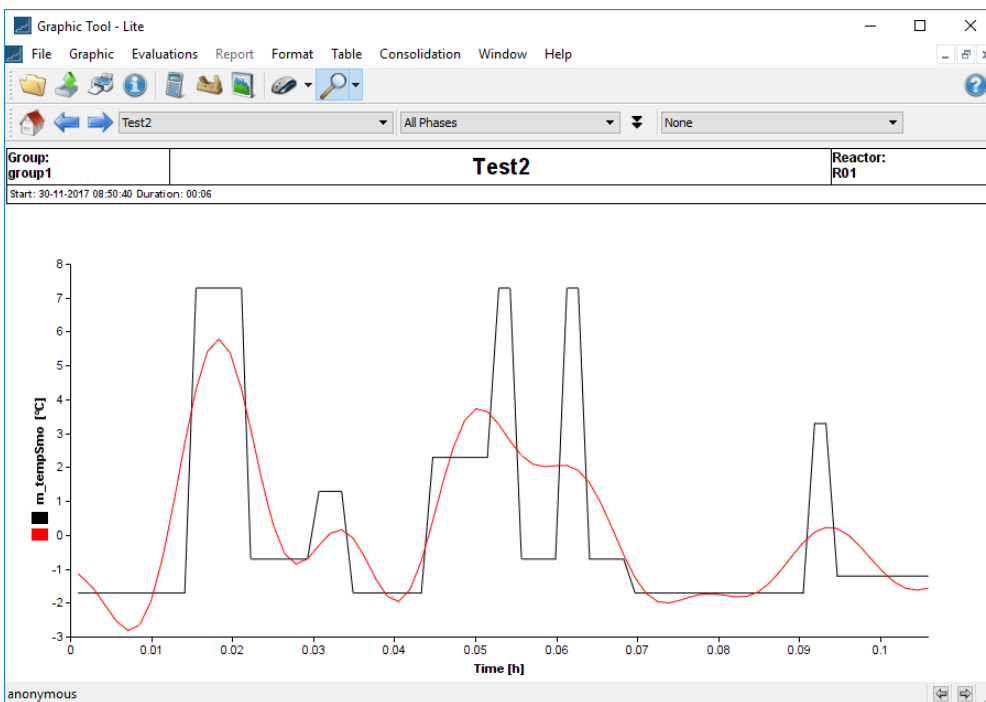 Graphic Tool - Lite
File Graphic Evaluations Report Format Table Consolidation Window Help
Test2 All Phases None
Group:
group1
Test2
Reactor:
R01
Start: 30-11-2017 08:50:40 Duration: 00:06
8
7
6
5
4
3
2
1
0
-1
-2
-3
m_tempSmo [°C]
0 0.01 0.02 0.03 0.04 0.05 0.06 0.07 0.08 0.09 0.1
Time [h]
anonymous